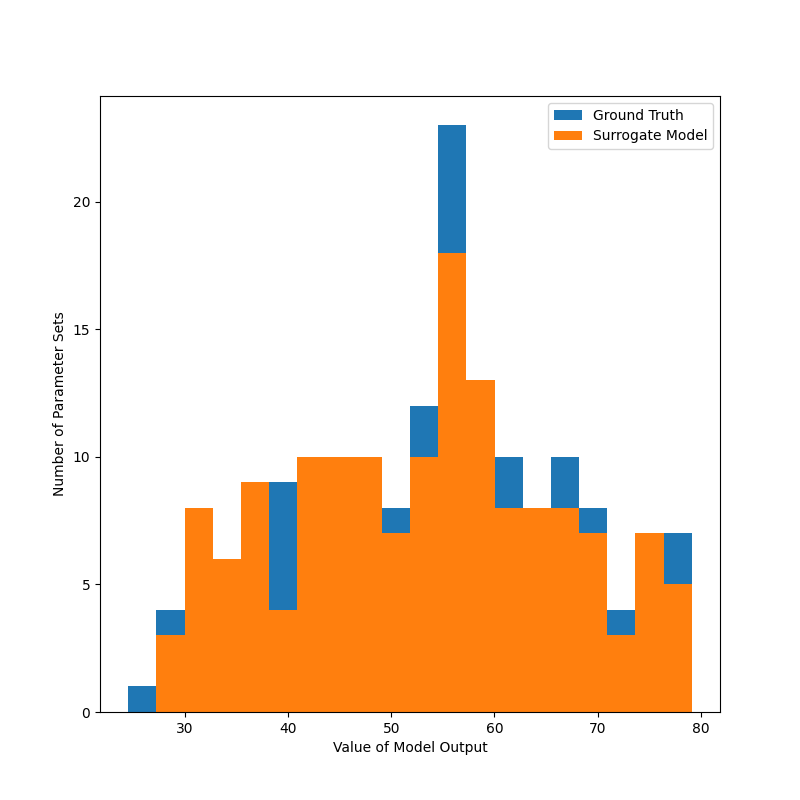 Ground Truth
Surrogate Model
20
15
10
5
0
Number of Parameter Sets
30 40 50 60 70 80
Value of Model Output